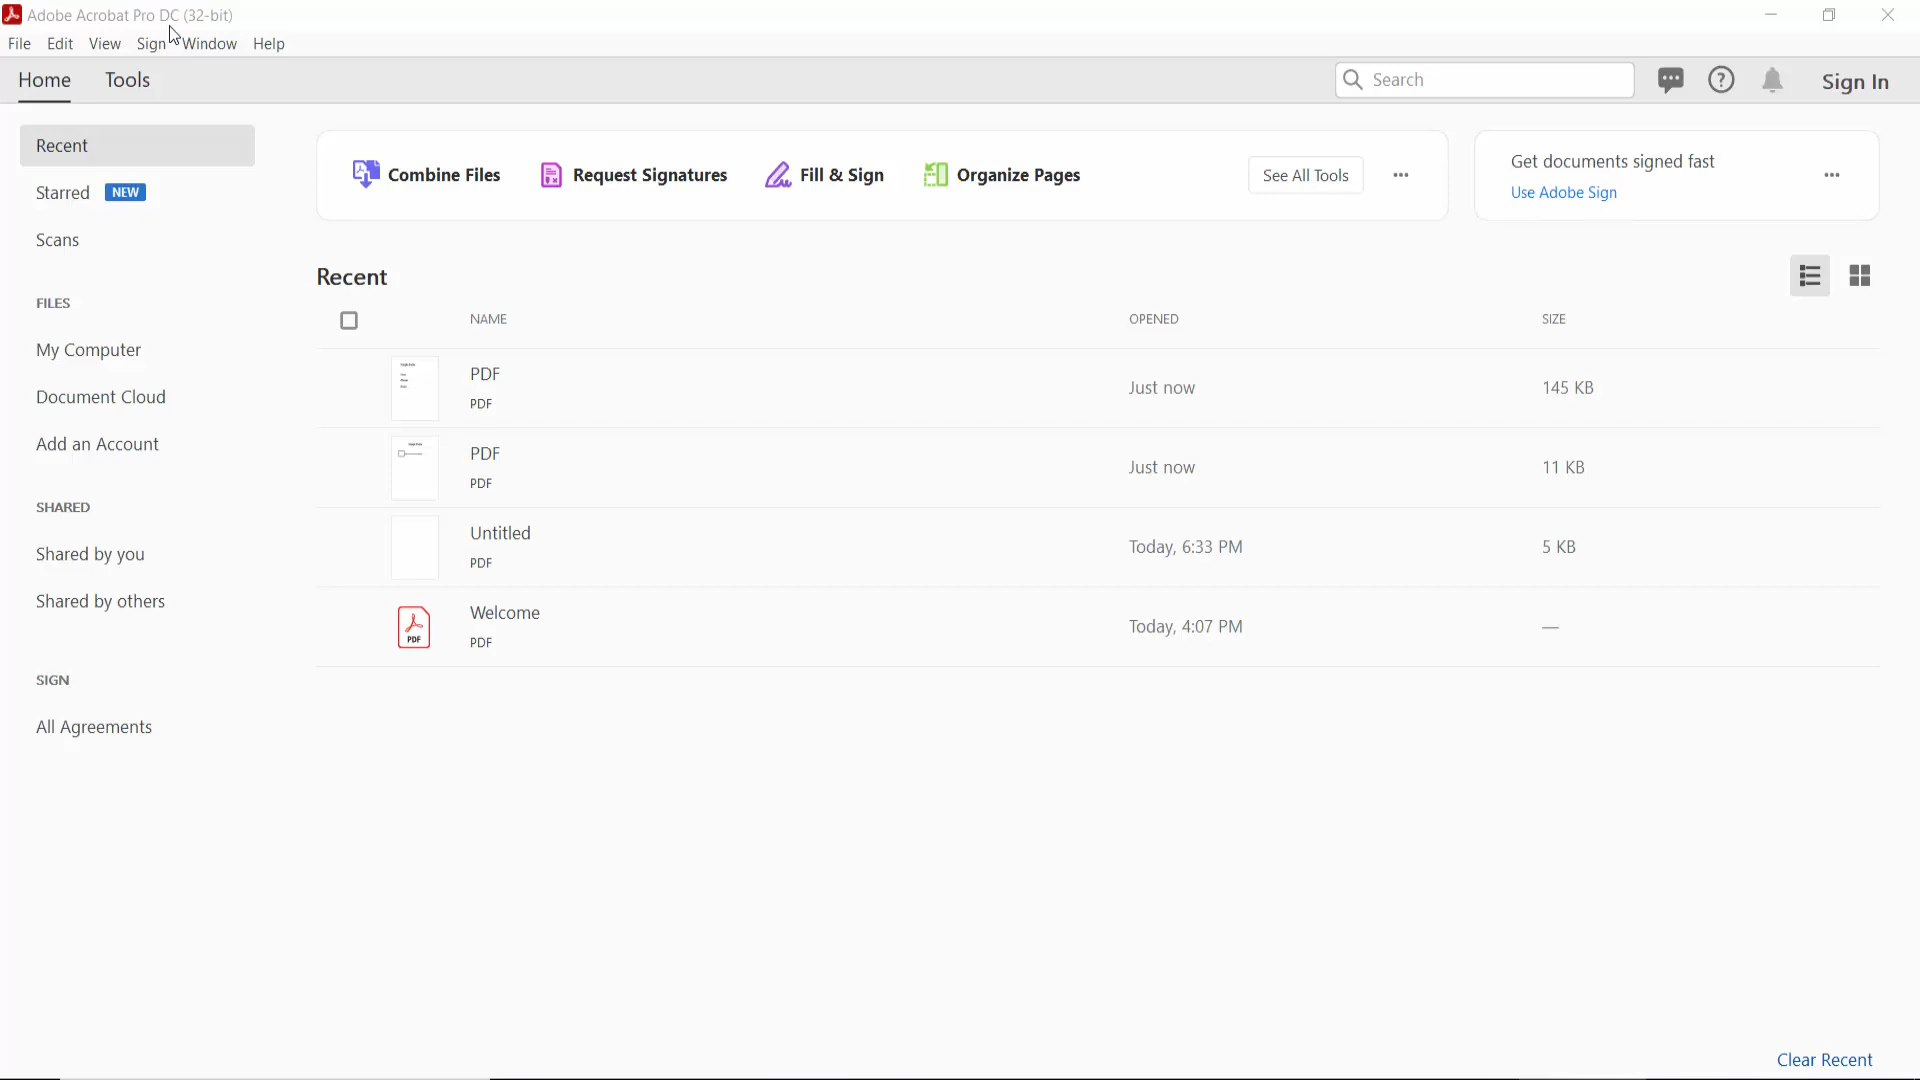 Adobe Acrobat Pro DC (32-bit)
File Edit View Sign Window Help
Home Tools Search Sign In
Recent
Starred NEW
Scans
FILES
My Computer
Document Cloud
Add an Account
SHARED
Shared by you
Shared by others
SIGN
All Agreements
Combine Files Request Signatures Fill & Sign Organize Pages See All Tools
Get documents signed fast
Use Adobe Sign
Recent
NAME OPENED SIZE
PDF
PDF
Just now 145 KB
PDF
PDF
Just now 11 KB
Untitled
PDF
Today, 6:33 PM 5 KB
PDF
Welcome
PDF
Today, 4:07 PM —
Clear Recent